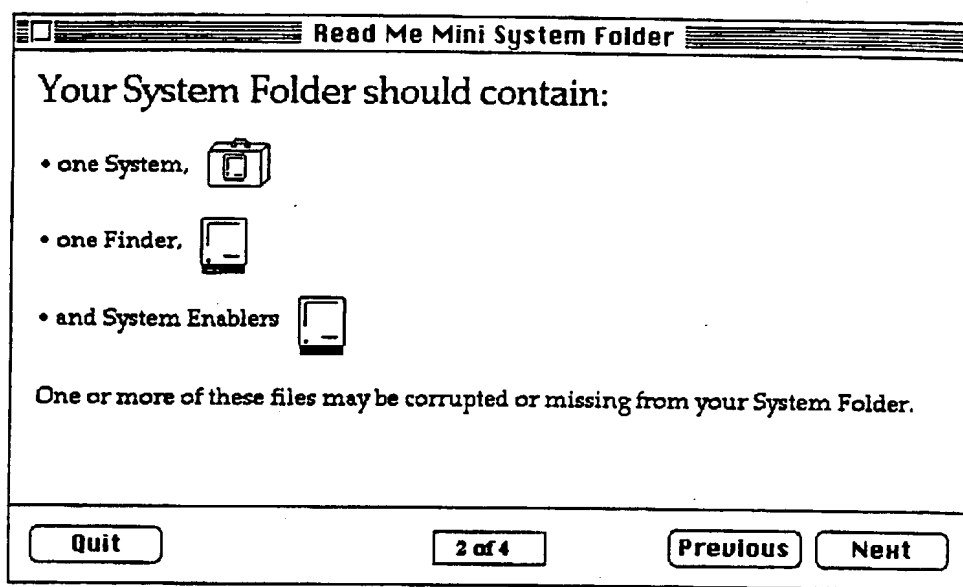 Read Me Mini System Folder
Your System Folder should contain:
• one System,
• one Finder,
• and System Enablers
One or more of these files may be corrupted or missing from your System Folder.
Quit
2 of 4
Previous
Next